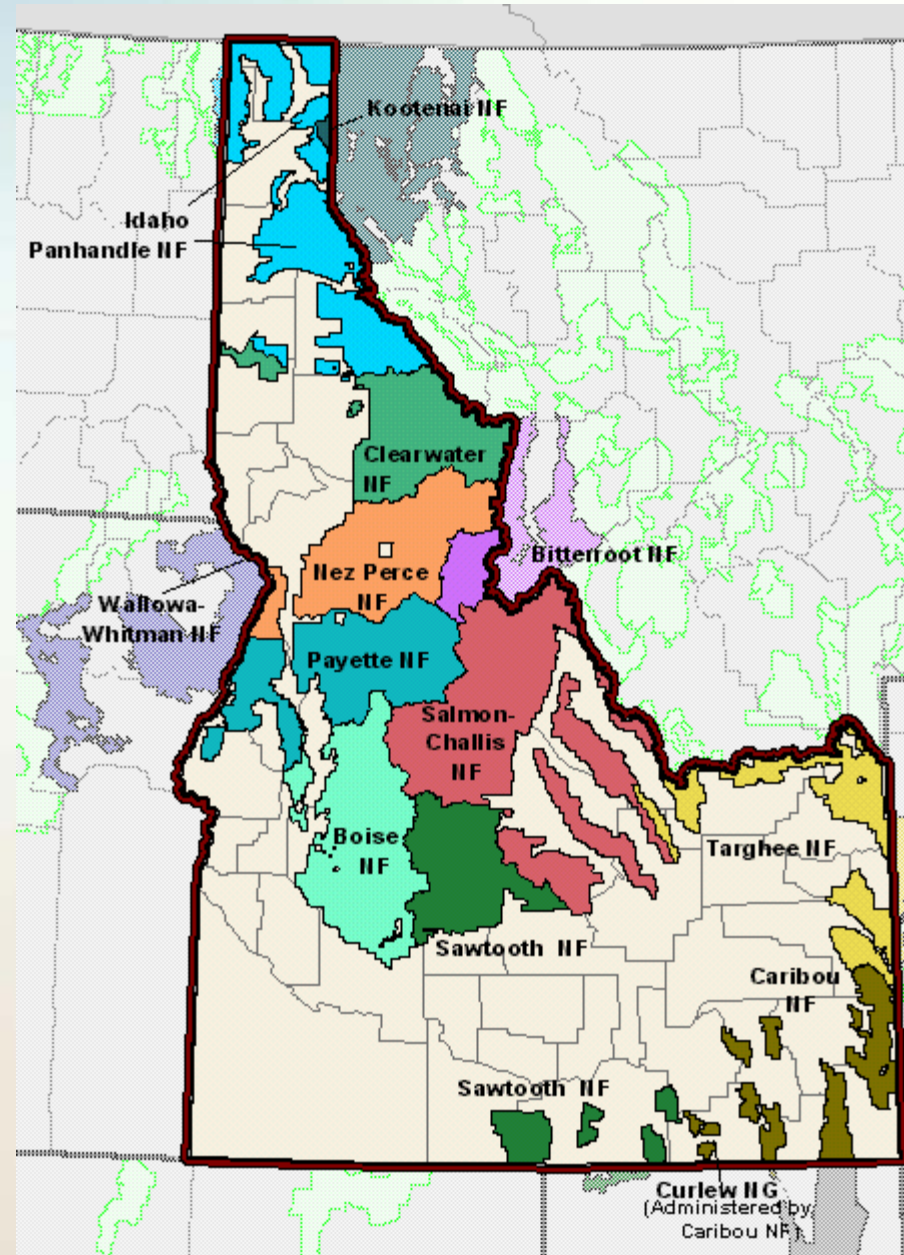 Kootenai NF
Idaho
Panhandle NF
Clearwater
NF
Bitterroot NF
Nez Perce
NF
Wallowa-
Whitman NF
Payette NF
Salmon-
Challis
NF
Boise
NF
Targhee NF
Sawtooth NF
Caribou
NF
Sawtooth NF
Curlew NG
(Administered by
Caribou NF)